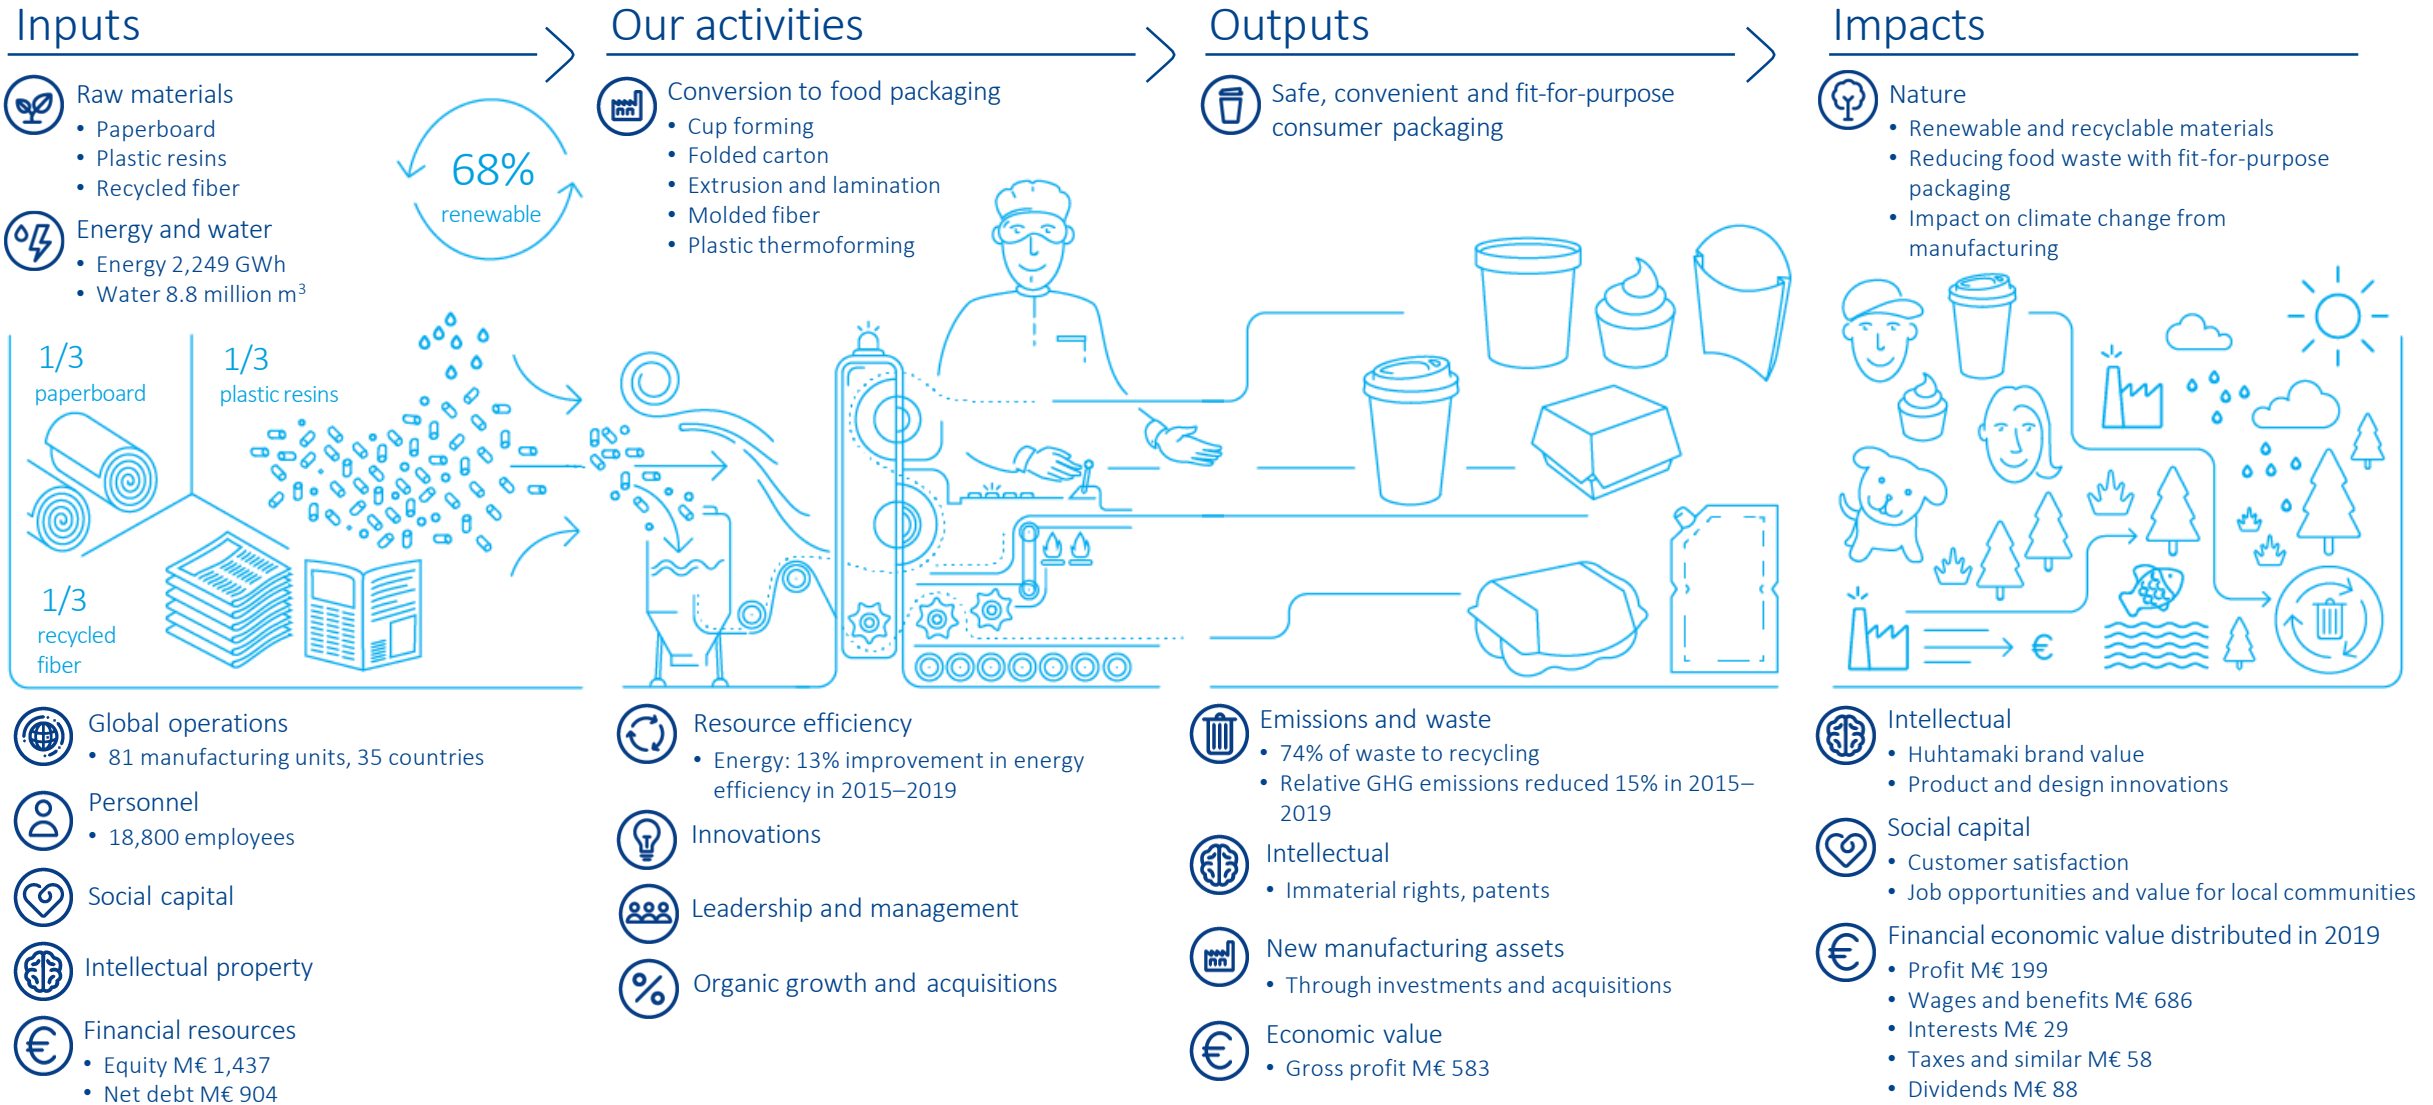 Inputs
Raw materials
• Paperboard
• Plastic resins
• Recycled fiber
68%
renewable
Energy and water
• Energy 2,249 GWh
• Water 8.8 million m³
1/3
paperboard
1/3
plastic resins
1/3
recycled
fiber
Global operations
• 81 manufacturing units, 35 countries
Personnel
• 18,800 employees
Social capital
Intellectual property
Financial resources
• Equity M€ 1,437
• Net debt M€ 904
Our activities
Conversion to food packaging
• Cup forming
• Folded carton
• Extrusion and lamination
• Molded fiber
• Plastic thermoforming
Resource efficiency
• Energy: 13% improvement in energy
efficiency in 2015–2019
Innovations
Leadership and management
Organic growth and acquisitions
Outputs
Safe, convenient and fit-for-purpose
consumer packaging
Emissions and waste
• 74% of waste to recycling
• Relative GHG emissions reduced 15% in 2015–
2019
Intellectual
• Immaterial rights, patents
New manufacturing assets
• Through investments and acquisitions
Economic value
• Gross profit M€ 583
Impacts
Nature
• Renewable and recyclable materials
• Reducing food waste with fit-for-purpose
packaging
• Impact on climate change from
manufacturing
€
Intellectual
• Huhtamaki brand value
• Product and design innovations
Social capital
• Customer satisfaction
• Job opportunities and value for local communities
Financial economic value distributed in 2019
• Profit M€ 199
• Wages and benefits M€ 686
• Interests M€ 29
• Taxes and similar M€ 58
• Dividends M€ 88